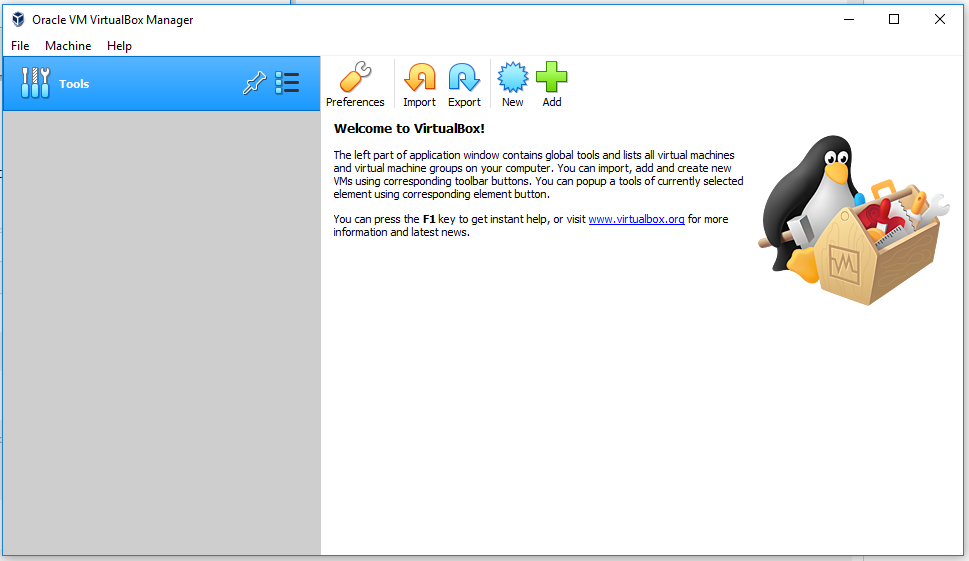 Oracle VM VirtualBox Manager
File Machine Help
Tools
Preferences Import Export New Add
Welcome to VirtualBox!
The left part of application window contains global tools and lists all virtual machines
and virtual machine groups on your computer. You can import, add and create new
VMs using corresponding toolbar buttons. You can popup a tools of currently selected
element using corresponding element button.
You can press the F1 key to get instant help, or visit www.virtualbox.org for more
information and latest news.
VM